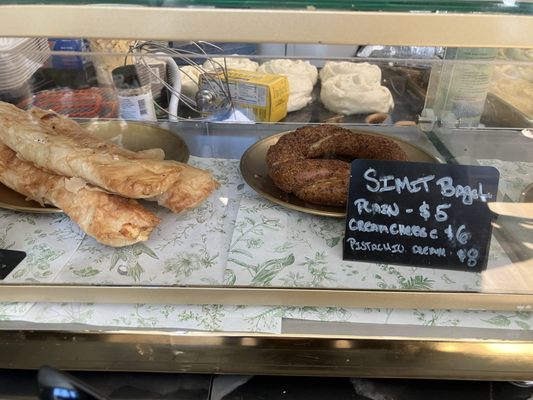 SIMIT Bagel
PLAIN - $5
CREAM CHEESE $6
PISTACHIO CREAM - $8